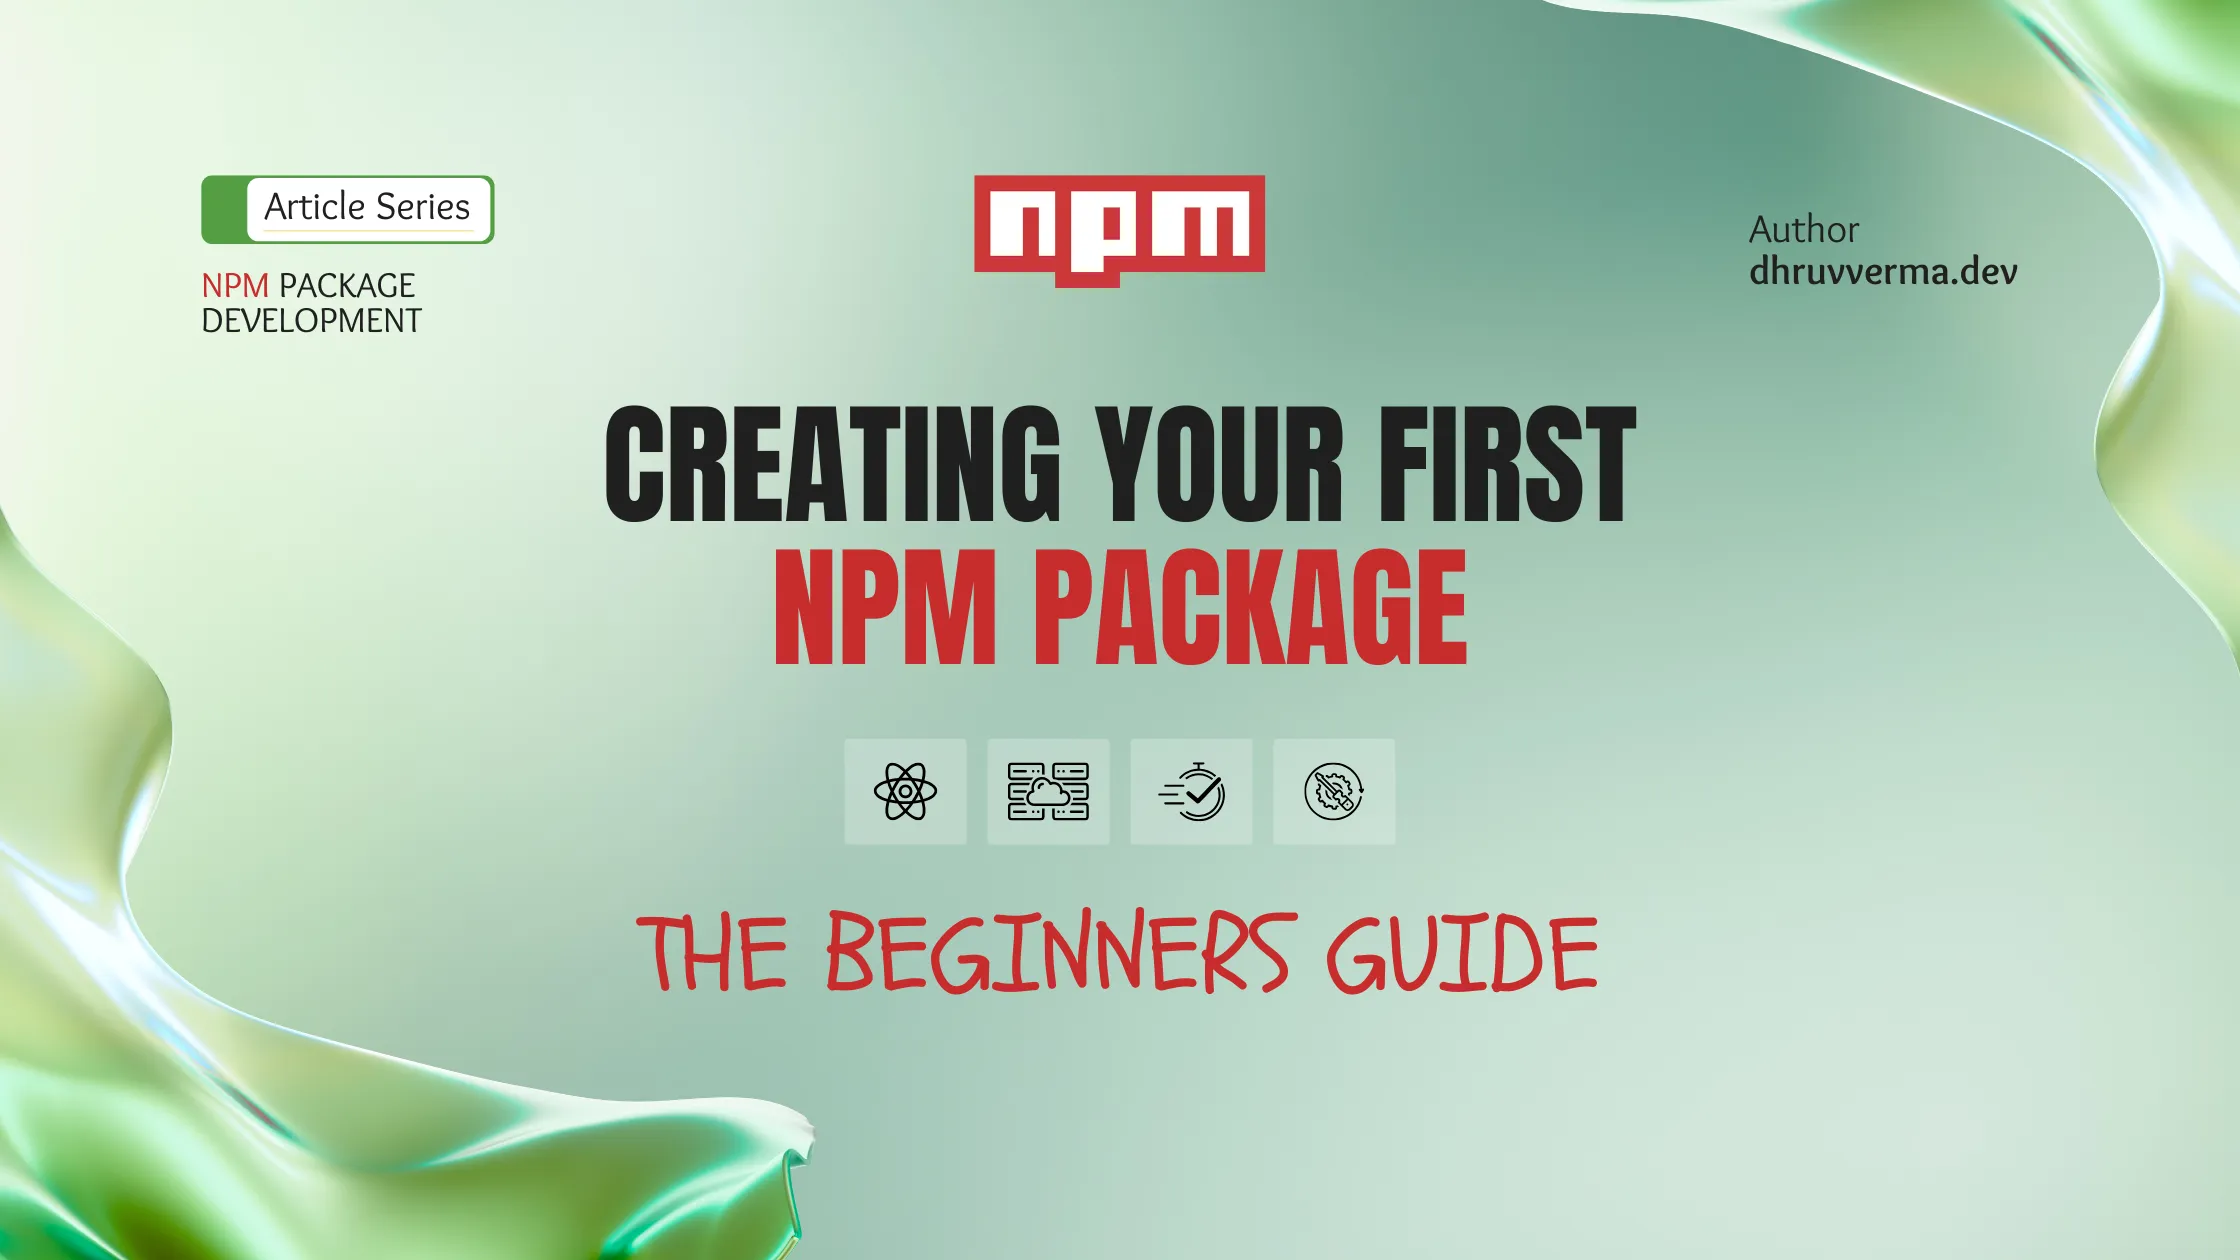 Article Series
NPM PACKAGE
DEVELOPMENT
npm
Author
dhruvverma.dev
CREATING YOUR FIRST
NPM PACKAGE
THE BEGINNERS GUIDE